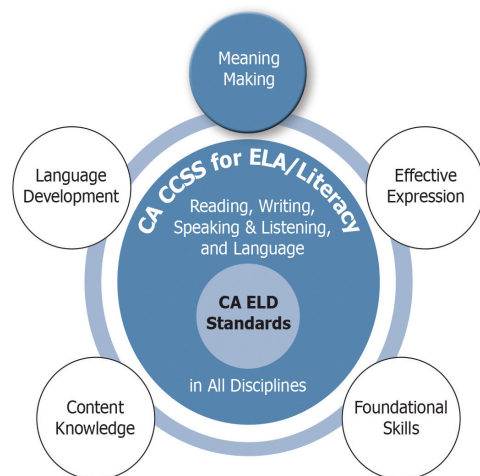 Meaning
Making
Language
Development
Effective
Expression
CA CCSS for ELA/Literacy
Reading, Writing,
Speaking & Listening,
and Language
CA ELD
Standards
in All Disciplines
Content
Knowledge
Foundational
Skills